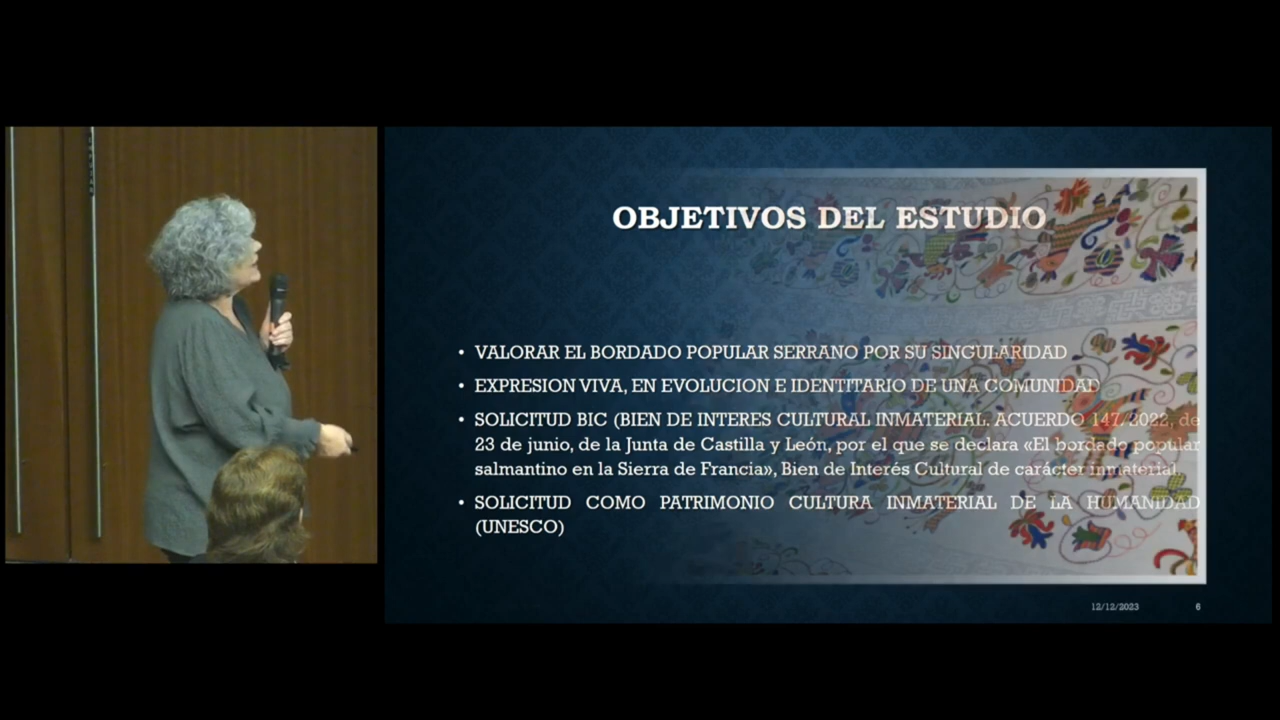 OBJETIVOS DEL ESTUDIO
• VALORAR EL BORDADO POPULAR SERRANO POR SU SINGULARIDAD
• EXPRESION VIVA, EN EVOLUCION E IDENTITARIO DE UNA COMUNIDAD
• SOLICITUD BIC (BIEN DE INTERES CULTURAL INMATERIAL. ACUERDO 147/2022, de
23 de junio, de la Junta de Castilla y León, por el que se declara «El bordado popular
salmantino en la Sierra de Francia», Bien de Interés Cultural de carácter inmaterial
• SOLICITUD COMO PATRIMONIO CULTURA INMATERIAL DE LA HUMANIDAD
(UNESCO)
12/12/2023 6